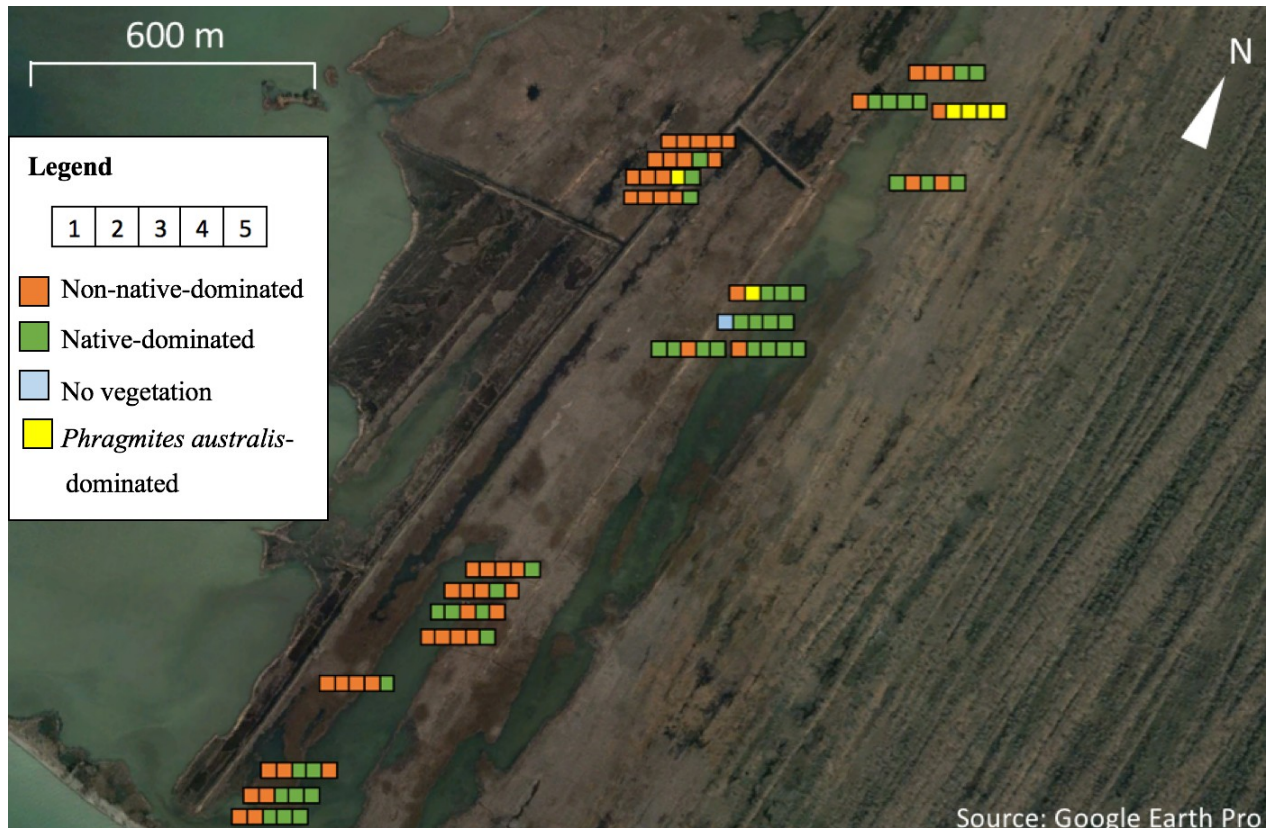 600 m
N
Legend
1 2 3 4 5
Non-native-dominated
Native-dominated
No vegetation
Phragmites australis-
dominated
Source: Google Earth Pro